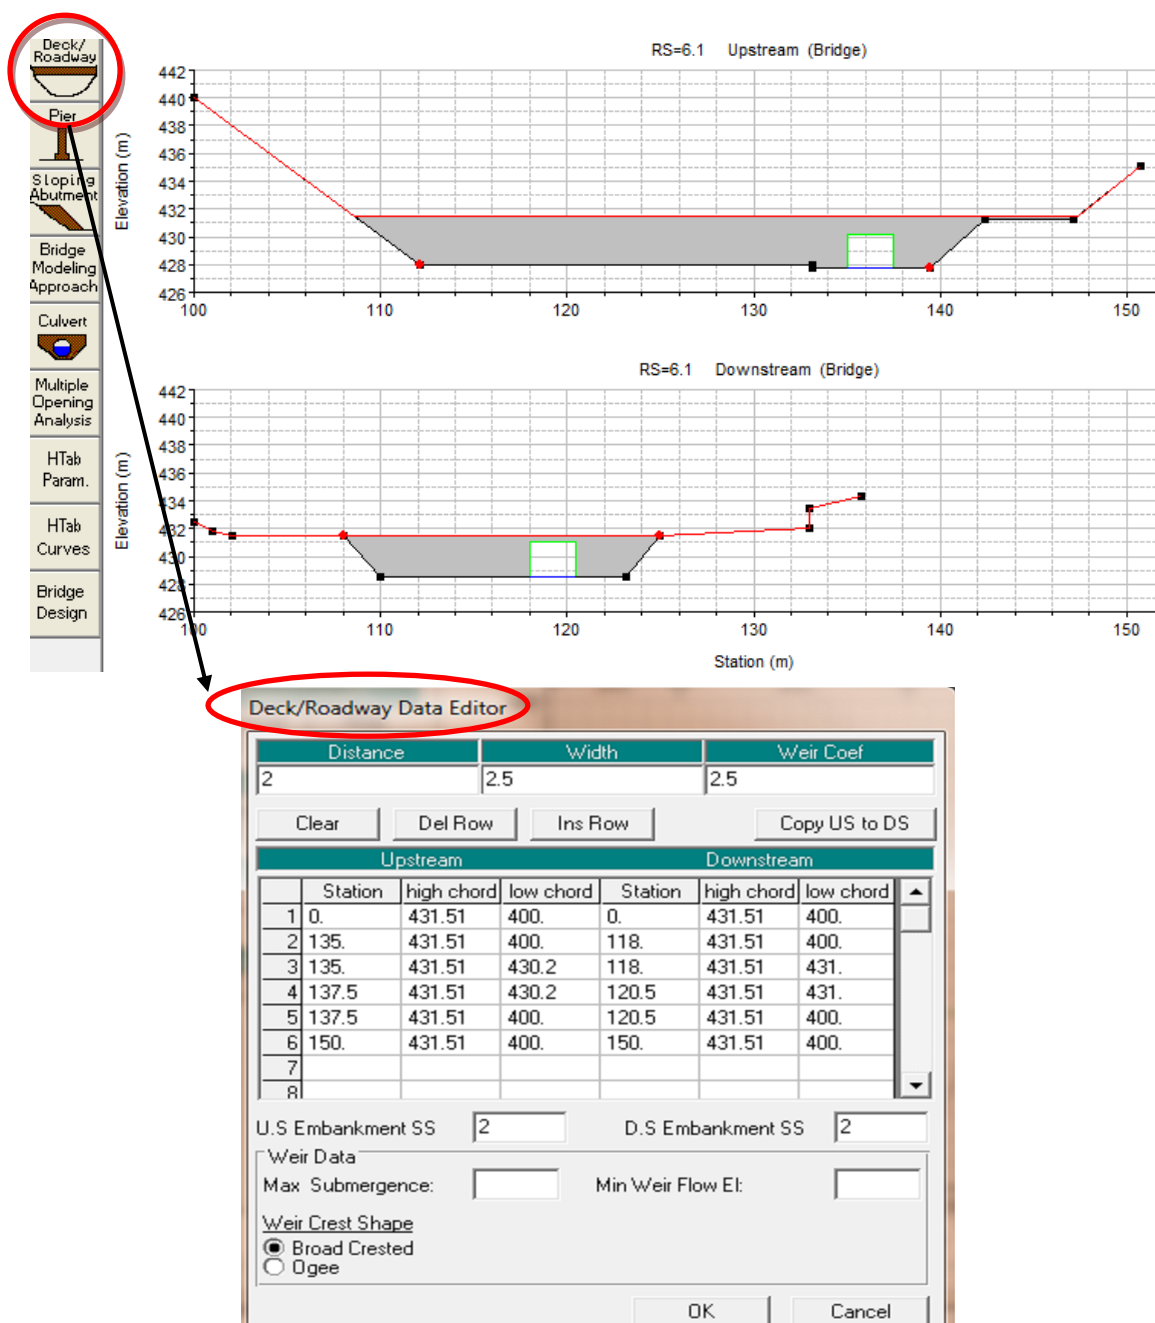 Deck/
Roadway
Pier
Sloping
Abutment
Bridge
Modeling
Approach
Culvert
Multiple
Opening
Analysis
HTab
Param.
HTab
Curves
Bridge
Design
RS=6.1 Upstream (Bridge)
Elevation (m)
442
440
438
436
434
432
430
428
426
100 110 120 130 140 150
RS=6.1 Downstream (Bridge)
Elevation (m)
442
440
438
436
434
432
430
428
426
100 110 120 130 140 150
Station (m)
Deck/Roadway Data Editor
Distance Width Weir Coef
2 2.5 2.5
Clear Del Row Ins Row Copy US to DS
Upstream Downstream
Station high chord low chord Station high chord low chord
1 0. 431.51 400. 0. 431.51 400.
2 135. 431.51 400. 118. 431.51 400.
3 135. 431.51 430.2 118. 431.51 431.
4 137.5 431.51 430.2 120.5 431.51 431.
5 137.5 431.51 400. 120.5 431.51 400.
6 150. 431.51 400. 150. 431.51 400.
7
8
U.S Embankment SS 2 D.S Embankment SS 2
Weir Data
Max Submergence: Min Weir Flow El:
Weir Crest Shape
Broad Crested
Ogee
OK Cancel